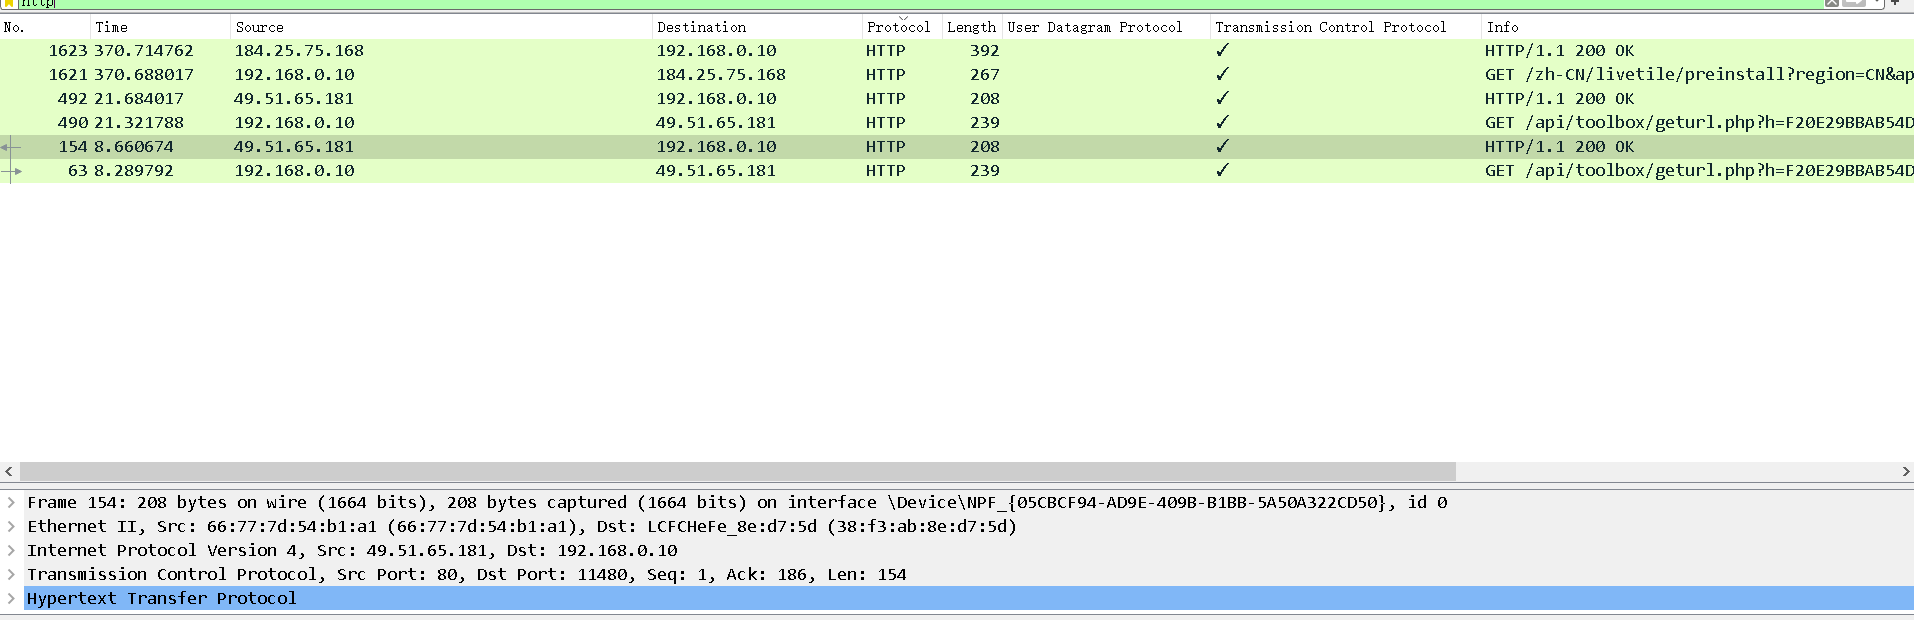 http
No. Time Source Destination Protocol Length User Datagram Protocol Transmission Control Protocol Info
1623 370.714762 184.25.75.168 192.168.0.10 HTTP 392 ✓ HTTP/1.1 200 OK
1621 370.688017 192.168.0.10 184.25.75.168 HTTP 267 ✓ GET /zh-CN/livetile/preinstall?region=CN&ap
492 21.684017 49.51.65.181 192.168.0.10 HTTP 208 ✓ HTTP/1.1 200 OK
490 21.321788 192.168.0.10 49.51.65.181 HTTP 239 ✓ GET /api/toolbox/geturl.php?h=F20E29BBAB54D
154 8.660674 49.51.65.181 192.168.0.10 HTTP 208 ✓ HTTP/1.1 200 OK
63 8.289792 192.168.0.10 49.51.65.181 HTTP 239 ✓ GET /api/toolbox/geturl.php?h=F20E29BBAB54D
Frame 154: 208 bytes on wire (1664 bits), 208 bytes captured (1664 bits) on interface \Device\NPF_{05CBCF94-AD9E-409B-B1BB-5A50A322CD50}, id 0
Ethernet II, Src: 66:77:7d:54:b1:a1 (66:77:7d:54:b1:a1), Dst: LCFCHeFe_8e:d7:5d (38:f3:ab:8e:d7:5d)
Internet Protocol Version 4, Src: 49.51.65.181, Dst: 192.168.0.10
Transmission Control Protocol, Src Port: 80, Dst Port: 11480, Seq: 1, Ack: 186, Len: 154
Hypertext Transfer Protocol